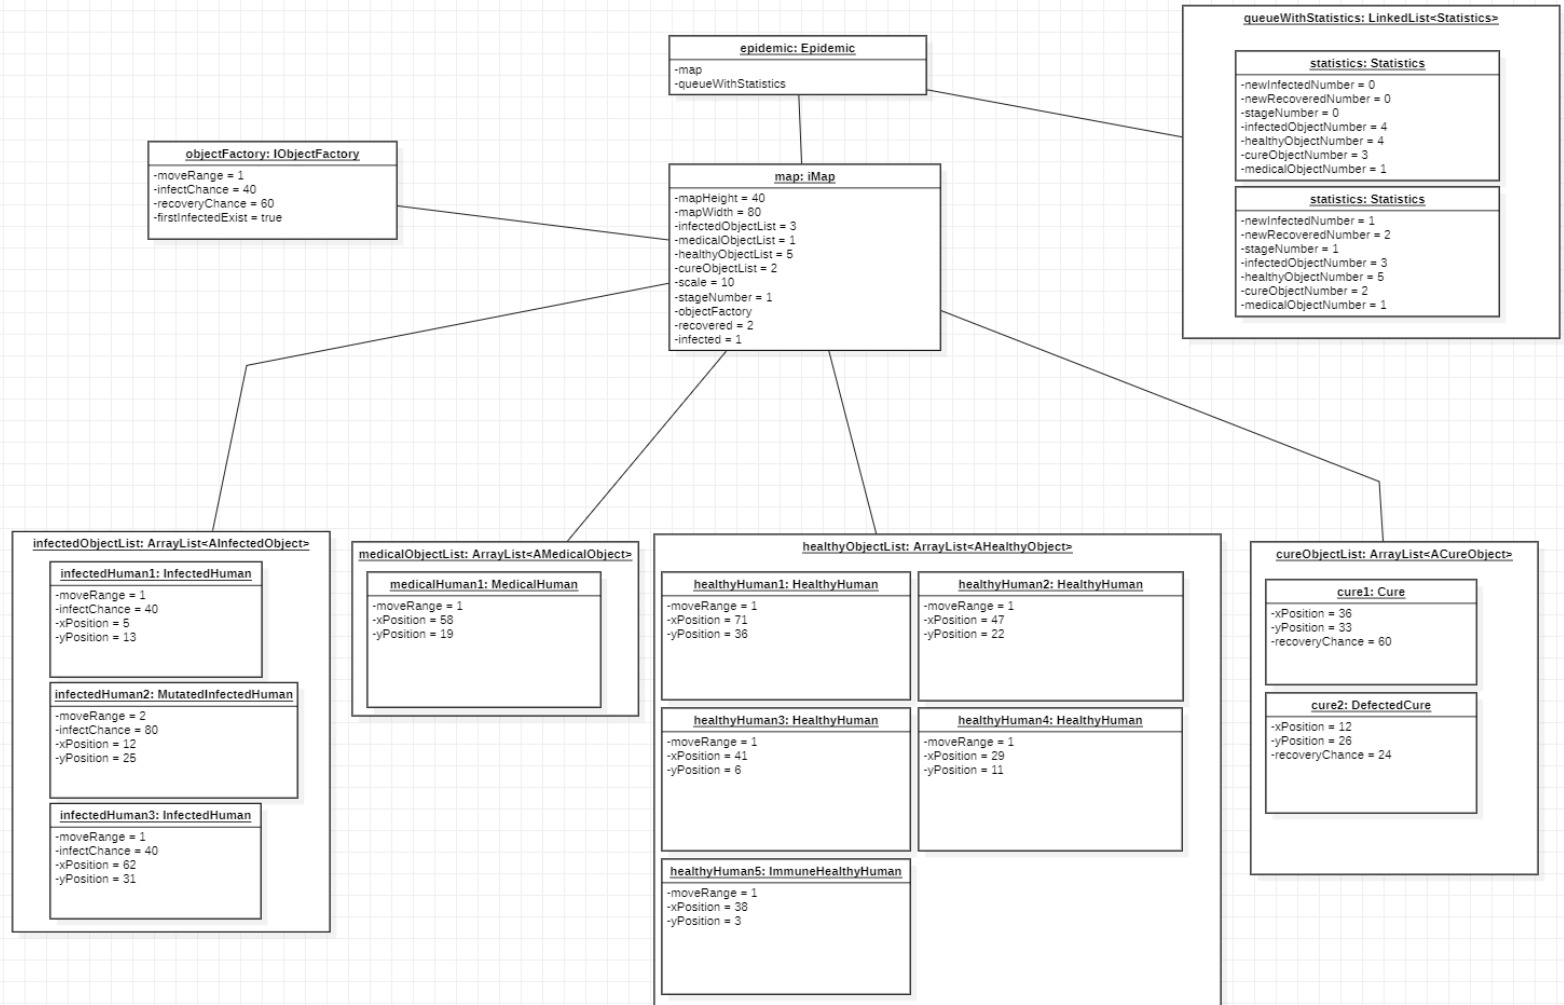 queueWithStatistics: LinkedList<Statistics>
statistics: Statistics
-newInfectedNumber = 0
-newRecoveredNumber = 0
-stageNumber = 0
-infectedObjectNumber = 4
-healthyObjectNumber = 4
-cureObjectNumber = 3
-medicalObjectNumber = 1
statistics: Statistics
-newInfectedNumber = 1
-newRecoveredNumber = 2
-stageNumber = 1
-infectedObjectNumber = 3
-healthyObjectNumber = 5
-cureObjectNumber = 2
-medicalObjectNumber = 1
epidemic: Epidemic
-map
-queueWithStatistics
objectFactory: IObjectFactory
-moveRange = 1
-infectChance = 40
-recoveryChance = 60
-firstInfectedExist = true
map: iMap
-mapHeight = 40
-mapWidth = 80
-infectedObjectList = 3
-medicalObjectList = 1
-healthyObjectList = 5
-cureObjectList = 2
-scale = 10
-stageNumber = 1
-objectFactory
-recovered = 2
-infected = 1
infectedObjectList: ArrayList<AInfectedObject>
infectedHuman1: InfectedHuman
-moveRange = 1
-infectChance = 40
-xPosition = 5
-yPosition = 13
infectedHuman2: MutatedInfectedHuman
-moveRange = 2
-infectChance = 80
-xPosition = 12
-yPosition = 25
infectedHuman3: InfectedHuman
-moveRange = 1
-infectChance = 40
-xPosition = 62
-yPosition = 31
medicalObjectList: ArrayList<AMedicalObject>
medicalHuman1: MedicalHuman
-moveRange = 1
-xPosition = 58
-yPosition = 19
healthyObjectList: ArrayList<AHealthyObject>
healthyHuman1: HealthyHuman
-moveRange = 1
-xPosition = 71
-yPosition = 36
healthyHuman2: HealthyHuman
-moveRange = 1
-xPosition = 47
-yPosition = 22
healthyHuman3: HealthyHuman
-moveRange = 1
-xPosition = 41
-yPosition = 6
healthyHuman4: HealthyHuman
-moveRange = 1
-xPosition = 29
-yPosition = 11
healthyHuman5: ImmuneHealthyHuman
-moveRange = 1
-xPosition = 38
-yPosition = 3
cureObjectList: ArrayList<ACureObject>
cure1: Cure
-xPosition = 36
-yPosition = 33
-recoveryChance = 60
cure2: DefectedCure
-xPosition = 12
-yPosition = 26
-recoveryChance = 24